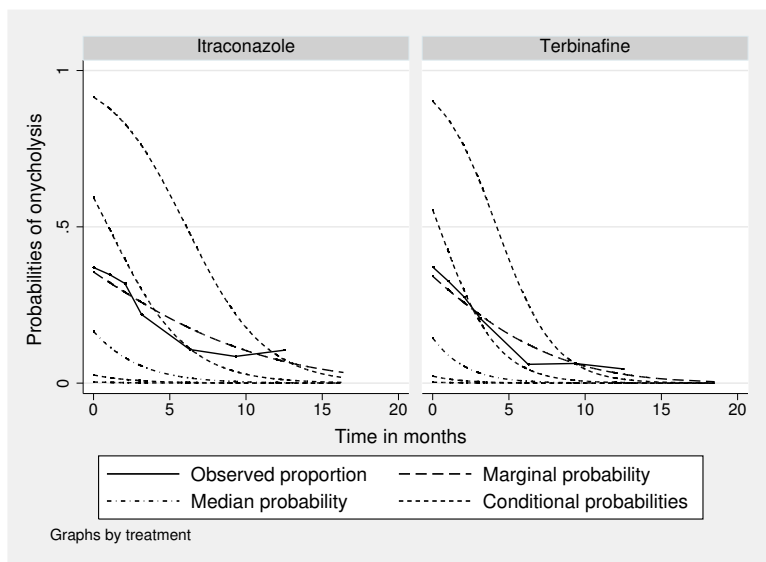 Itraconazole Terbinafine
Probabilities of onycholysis
1
.5
0
0 5 10 15 20 0 5 10 15 20
Time in months
Observed proportion Marginal probability
Median probability Conditional probabilities
Graphs by treatment